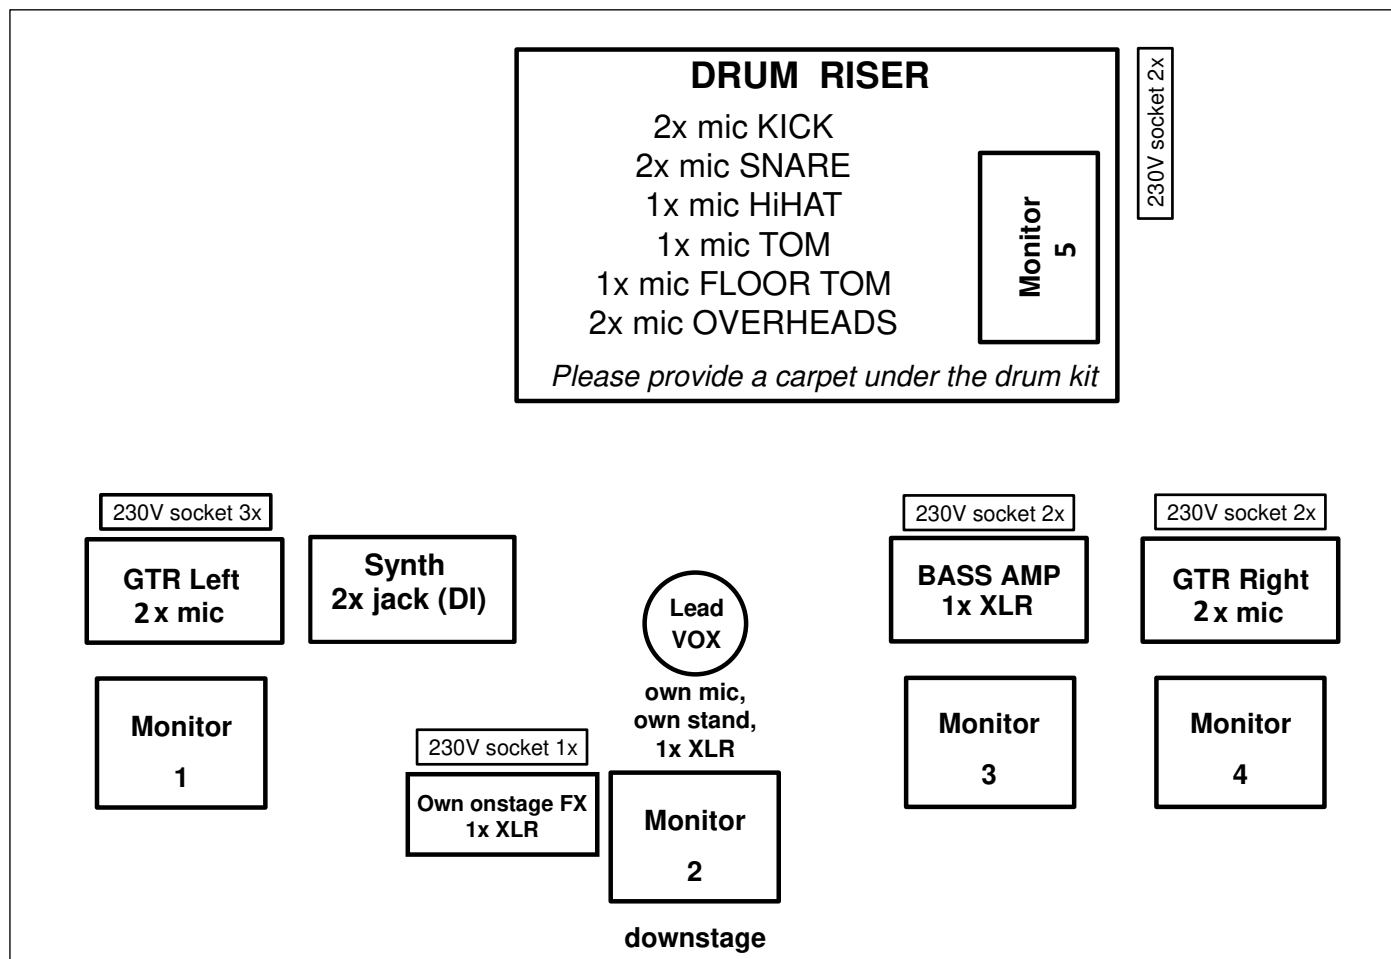 DRUM RISER
2x mic KICK
2x mic SNARE
1x mic HiHAT
1x mic TOM
1x mic FLOOR TOM
2x mic OVERHEADS
Please provide a carpet under the drum kit
Monitor
5
230V socket 2x
230V socket 3x
GTR Left
2x mic
Synth
2x jack (DI)
Lead
VOX
own mic,
own stand,
1x XLR
230V socket 2x
BASS AMP
1x XLR
230V socket 2x
GTR Right
2x mic
Monitor
1
230V socket 1x
Own onstage FX
1x XLR
Monitor
2
Monitor
3
Monitor
4
downstage